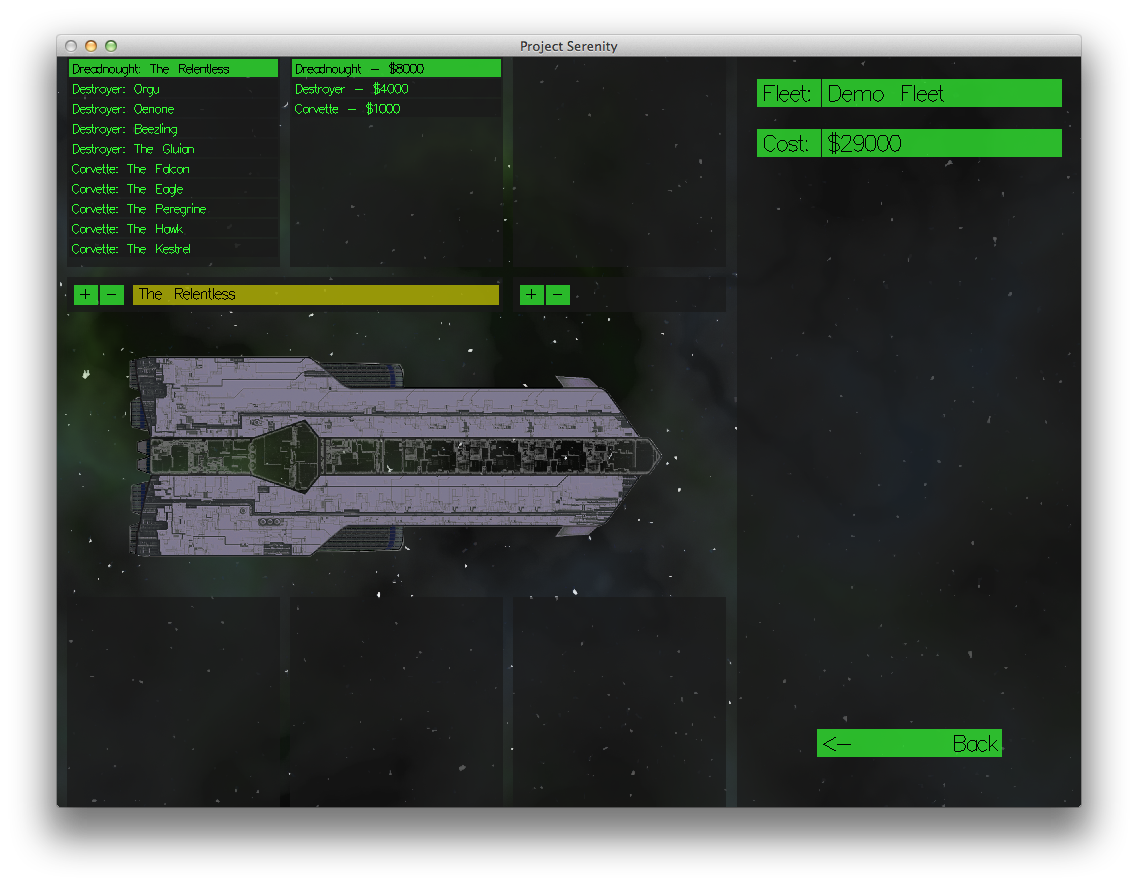 Project Serenity
Dreadnought: The Relentless
Destroyer: Orgu
Destroyer: Oenone
Destroyer: Beezling
Destroyer: The Gluian
Corvette: The Falcon
Corvette: The Eagle
Corvette: The Peregrine
Corvette: The Hawk
Corvette: The Kestrel
Dreadnought - $8000
Destroyer - $4000
Corvette - $1000
+ - The Relentless
+ -
Fleet: Demo Fleet
Cost: $29000
<- Back